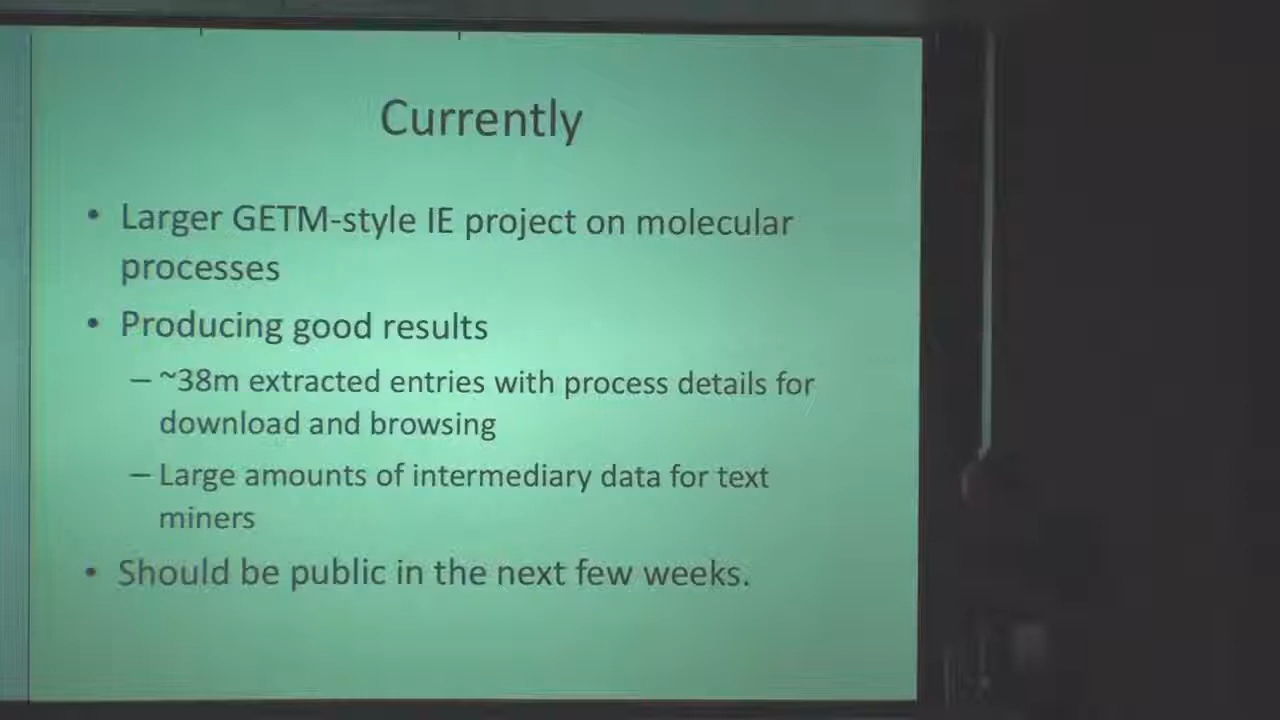 Currently
• Larger GETM-style IE project on molecular
processes
• Producing good results
– ~38m extracted entries with process details for
download and browsing
– Large amounts of intermediary data for text
miners
• Should be public in the next few weeks.